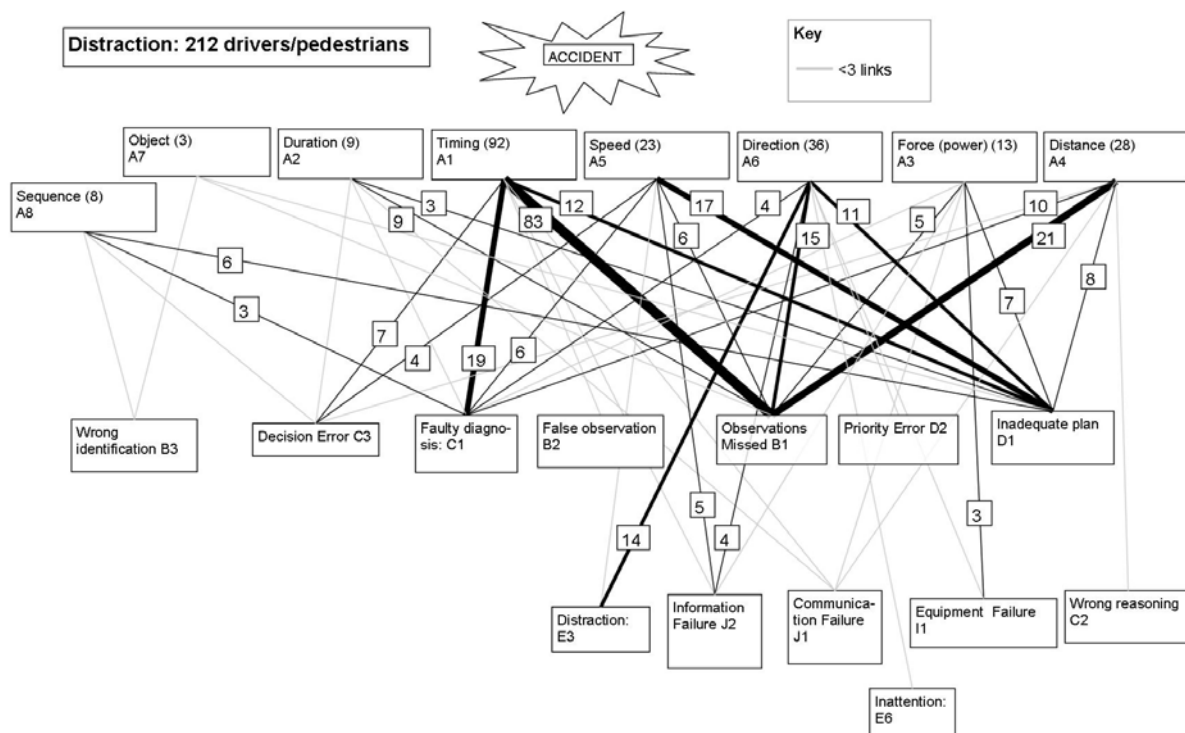 Distraction: 212 drivers/pedestrians
ACCIDENT
Key
<3 links
Object (3)
A7
Duration (9)
A2
Timing (92)
A1
Speed (23)
A5
Direction (36)
A6
Force (power) (13)
A3
Distance (28)
A4
Sequence (8)
A8
9
3
83
12
6
17
4
15
11
5
10
21
6
3
7
4
19
6
7
8
Wrong
identification B3
Decision Error C3
Faulty diagno-
sis: C1
False observation
B2
Observations
Missed B1
Priority Error D2
Inadequate plan
D1
14
5
4
3
Distraction:
E3
Information
Failure J2
Communica-
tion Failure
J1
Equipment Failure
I1
Wrong reasoning
C2
Inattention:
E6